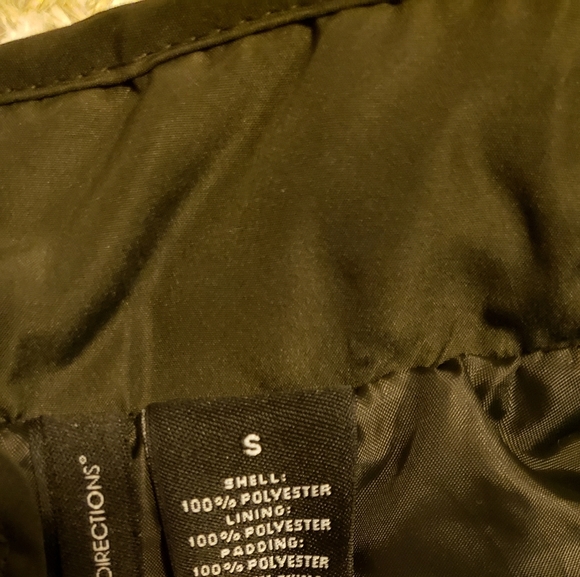 S
SHELL:
100% POLYESTER
LINING:
100% POLYESTER
PADDING:
100% POLYESTER
DIRECTIONS°